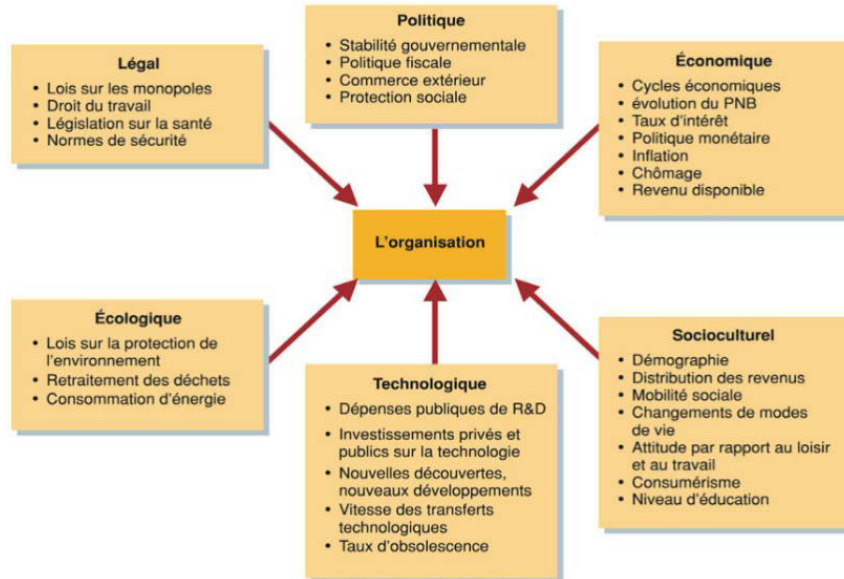 Politique
• Stabilité gouvernementale
• Politique fiscale
• Commerce extérieur
• Protection sociale
Légal
• Lois sur les monopoles
• Droit du travail
• Législation sur la santé
• Normes de sécurité
Économique
• Cycles économiques
• évolution du PNB
• Taux d'intérêt
• Politique monétaire
• Inflation
• Chômage
• Revenu disponible
L'organisation
Écologique
• Lois sur la protection de
l'environnement
• Retraitement des déchets
• Consommation d'énergie
Technologique
• Dépenses publiques de R&D
• Investissements privés et
publics sur la technologie
• Nouvelles découvertes,
nouveaux développements
• Vitesse des transferts
technologiques
• Taux d'obsolescence
Socioculturel
• Démographie
• Distribution des revenus
• Mobilité sociale
• Changements de modes
de vie
• Attitude par rapport au loisir
et au travail
• Consumérisme
• Niveau d'éducation